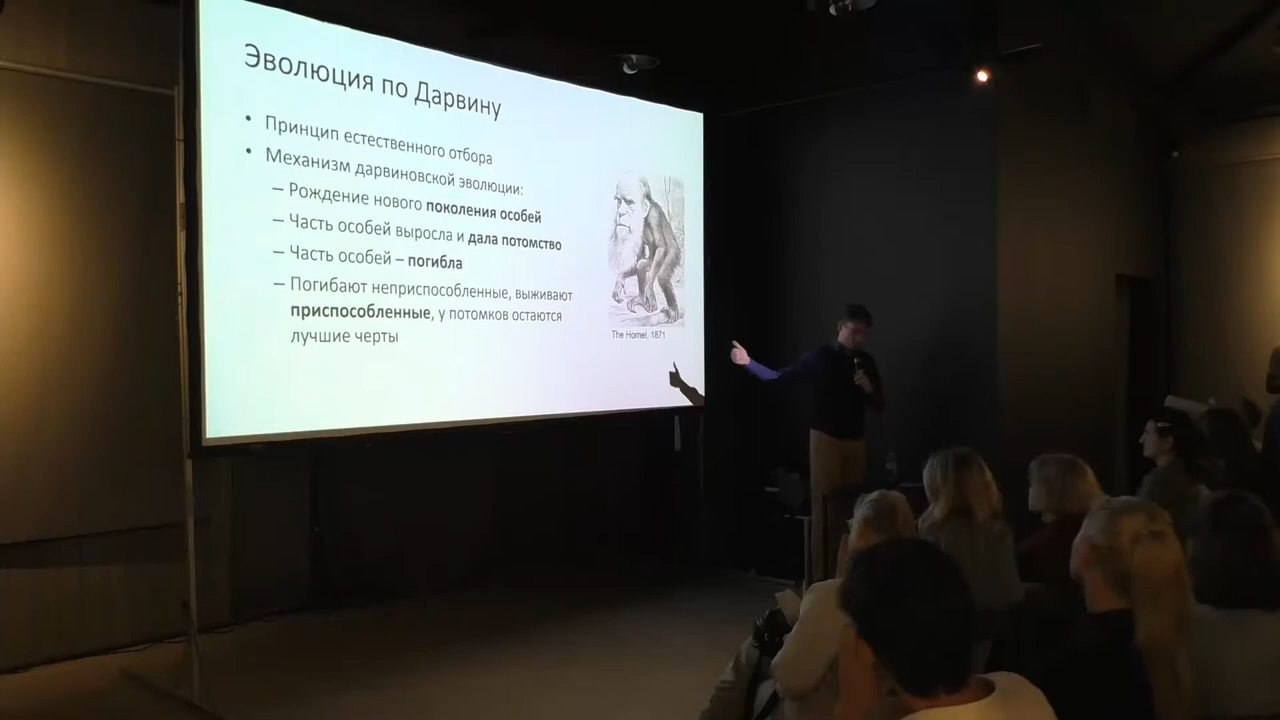 Эволюция по Дарвину
• Принцип естественного отбора
• Механизм дарвиновской эволюции:
– Рождение нового поколения особей
– Часть особей выросла и дала потомство
– Часть особей – погибла
– Погибают неприспособленные, выживают
приспособленные, у потомков остаются
лучшие черты
The Hornet, 1871